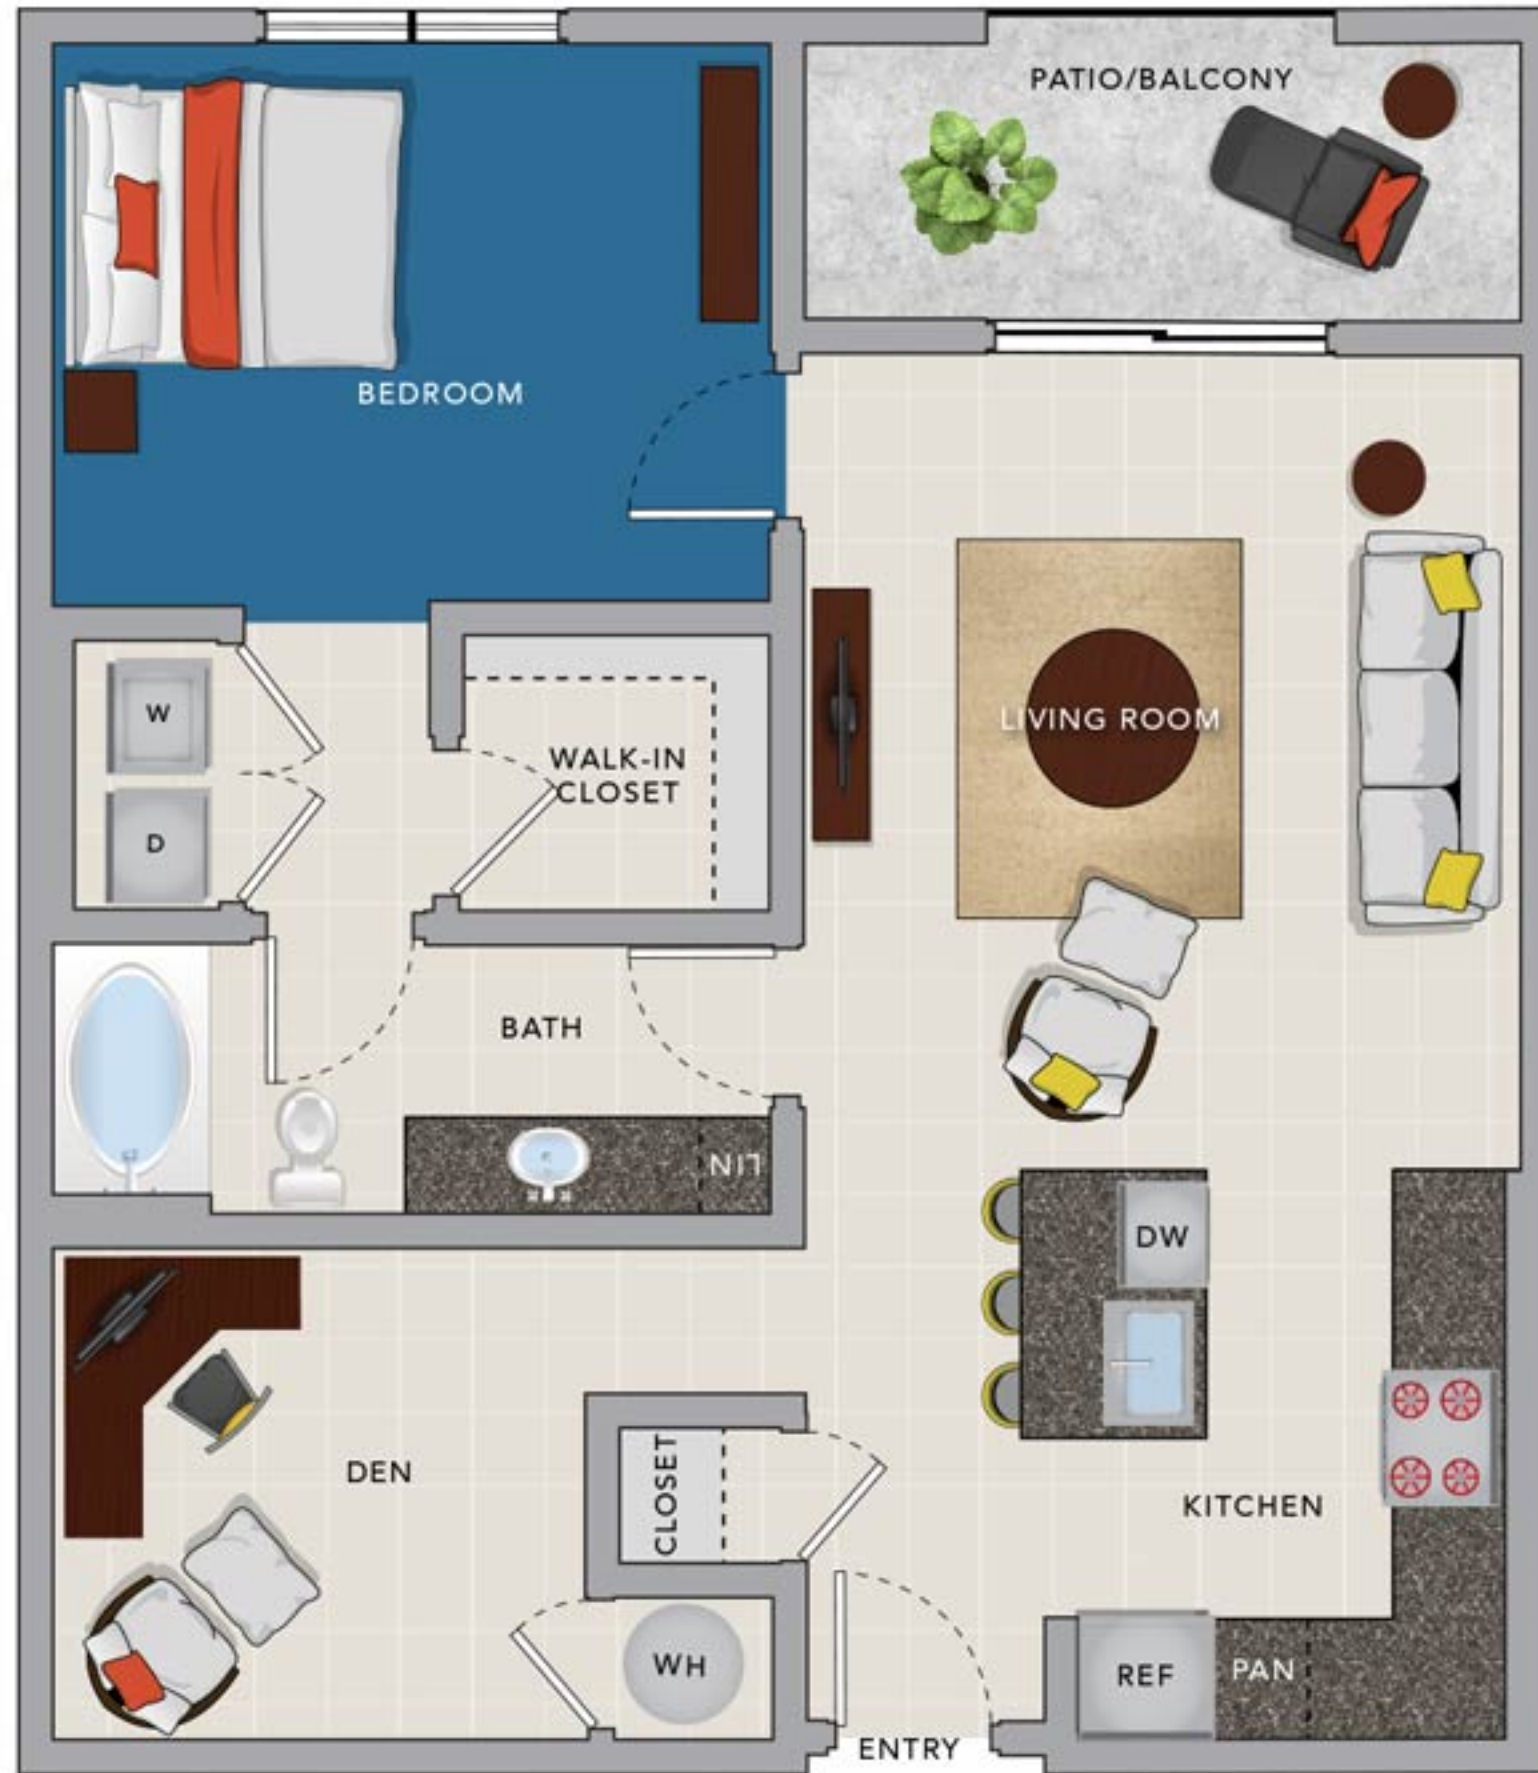 PATIO/BALCONY
BEDROOM
W
D
WALK-IN
CLOSET
LIVING ROOM
BATH
LIN
DW
DEN
CLOSET
KITCHEN
WH
REF
PAN
ENTRY